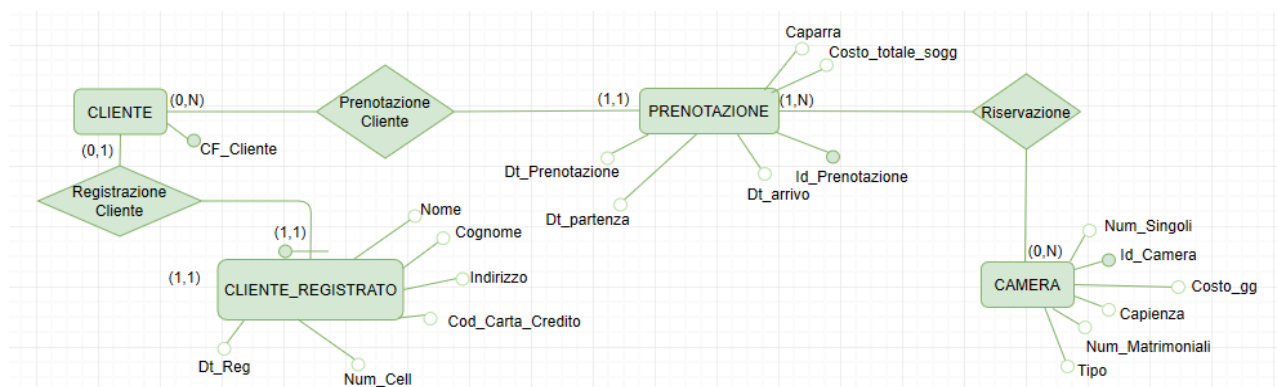 Caparra
Costo_totale_sogg
CLIENTE
(0,N)
Prenotazione
Cliente
(1,1)
PRENOTAZIONE
(1,N)
Riservazione
CF_Cliente
(0,1)
Dt_Prenotazione
Id_Prenotazione
Dt_arrivo
Dt_partenza
Registrazione
Cliente
Nome
Cognome
(1,1)
(1,1)
CLIENTE_REGISTRATO
Indirizzo
Cod_Carta_Credito
Dt_Reg
Num_Cell
Num_Singoli
(0,N)
Id_Camera
CAMERA
Costo_gg
Capienza
Num_Matrimoniali
Tipo